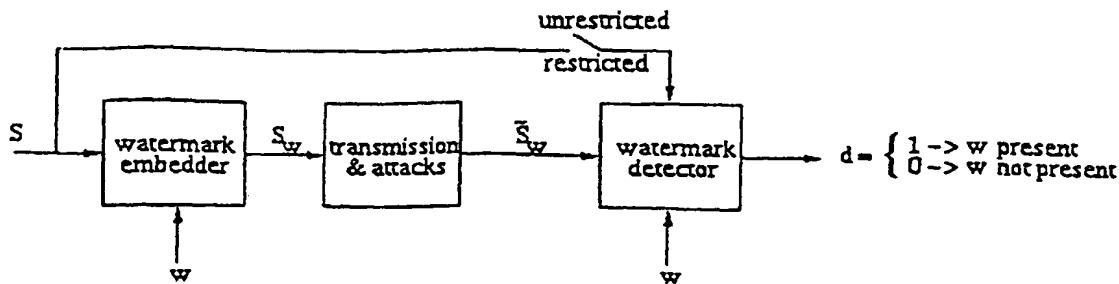 unrestricted
restricted
S
watermark
embedder
S_w
transmission
& attacks
S̃_w
watermark
detector
d = { 1 -> w present
0 -> w not present
w
w